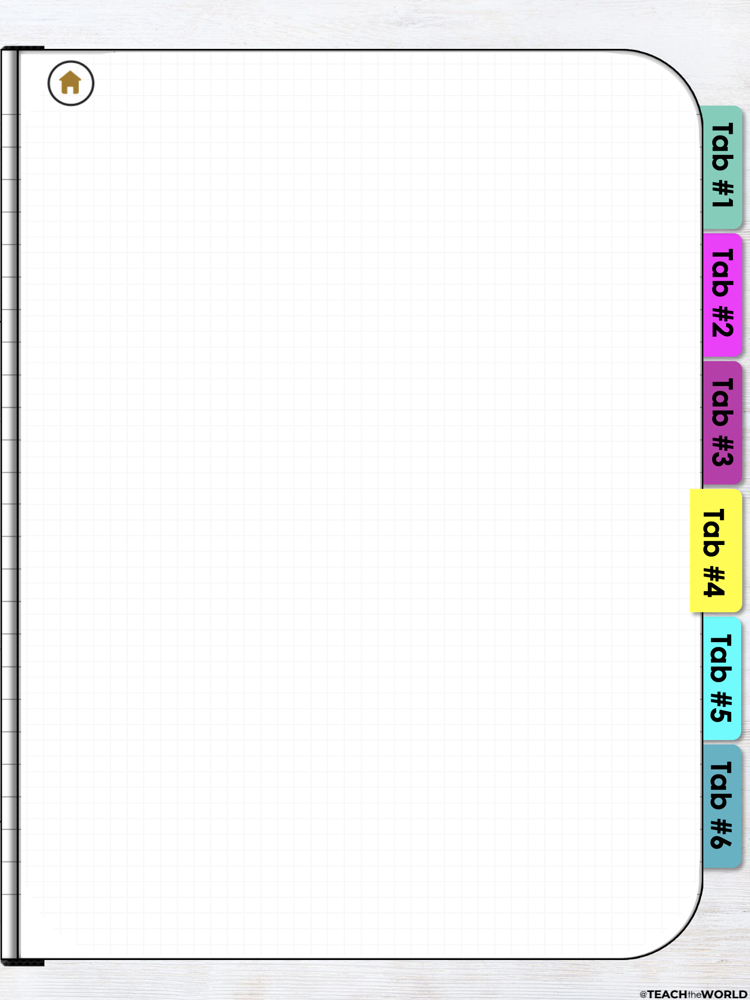 Tab #1
Tab #2
Tab #3
Tab #4
Tab #5
Tab #6
@TEACHtheWORLD